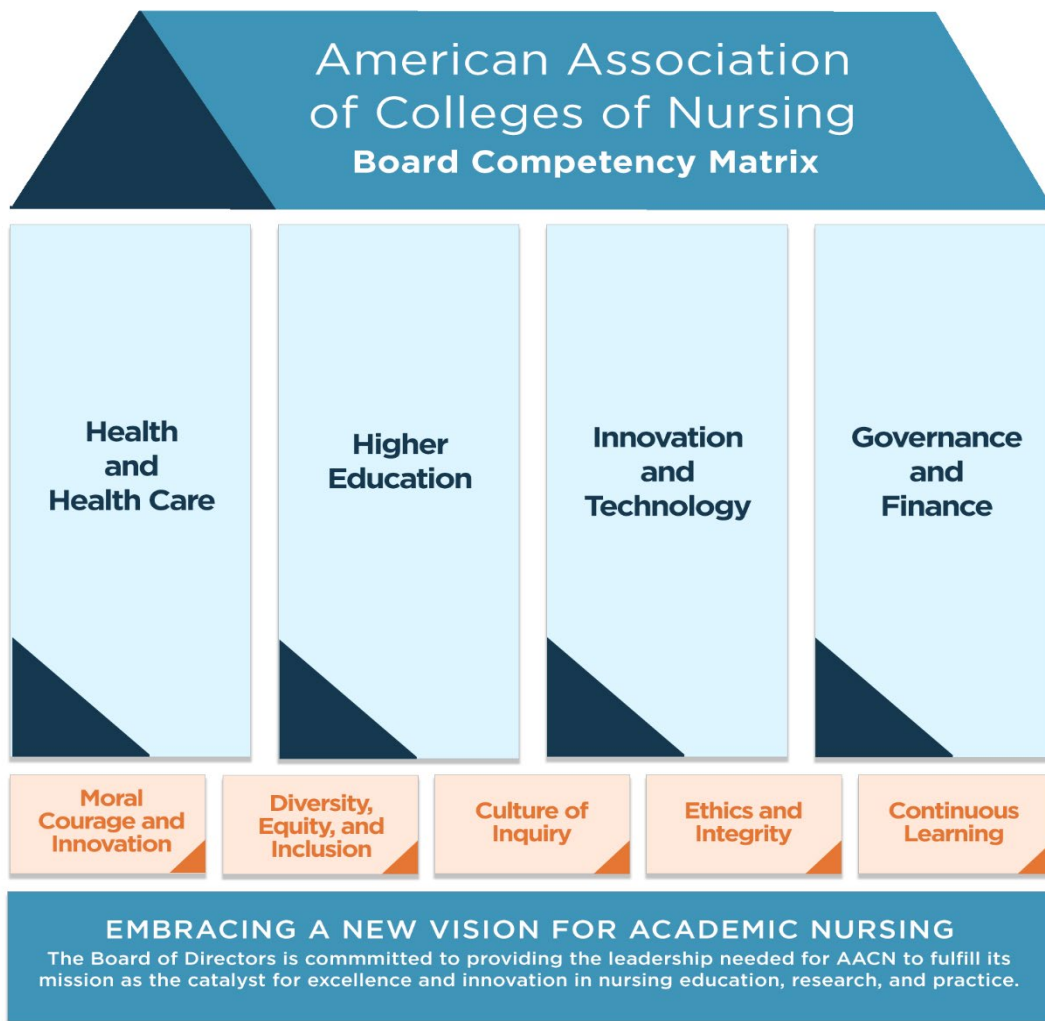 American Association
of Colleges of Nursing
Board Competency Matrix
Health
and
Health Care
Higher
Education
Innovation
and
Technology
Governance
and
Finance
Moral
Courage and
Innovation
Diversity,
Equity, and
Inclusion
Culture of
Inquiry
Ethics and
Integrity
Continuous
Learning
EMBRACING A NEW VISION FOR ACADEMIC NURSING
The Board of Directors is commmitted to providing the leadership needed for AACN to fulfill its
mission as the catalyst for excellence and innovation in nursing education, research, and practice.